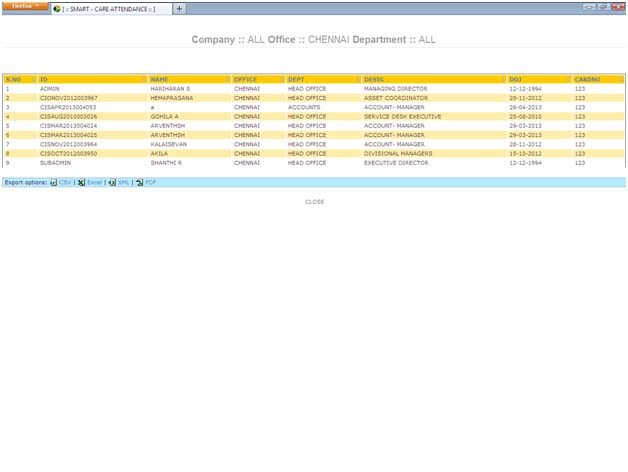 Firefox
[ :: SMART - CARE ATTENDANCE :: ]
Company :: ALL Office :: CHENNAI Department :: ALL
S.NO ID NAME OFFICE DEPT DESIG DOJ CARDNO
1 ADMIN HARIHARAN S CHENNAI HEAD OFFICE MANAGING DIRECTOR 12-12-1994 123
2 CIONOV2012003967 HEMAPRASANA CHENNAI HEAD OFFICE ASSET COORDINATOR 28-11-2012 123
3 CISAPR2013004053 a CHENNAI ACCOUNTS ACCOUNT- MANAGER 26-04-2013 123
4 CISAUG2010003026 GOHILA A CHENNAI HEAD OFFICE SERVICE DESK EXECUTIVE 25-08-2010 123
5 CISMAR2013004024 ARVENTHSH CHENNAI HEAD OFFICE ACCOUNT- MANAGER 29-03-2013 123
6 CISMAR2013004025 ARVENTHSH CHENNAI HEAD OFFICE ACCOUNT- MANAGER 29-03-2013 123
7 CISNOV2012003964 KALAISEVAN CHENNAI HEAD OFFICE ACCOUNT- MANAGER 28-11-2012 123
8 CISOCT2012003950 AKILA CHENNAI HEAD OFFICE DIVISIONAL MANAGERS 15-10-2012 123
9 SUBADMIN SHANTHI R CHENNAI HEAD OFFICE EXECUTIVE DIRECTOR 12-12-1994 123
Export options: CSV | Excel | XML | PDF
CLOSE